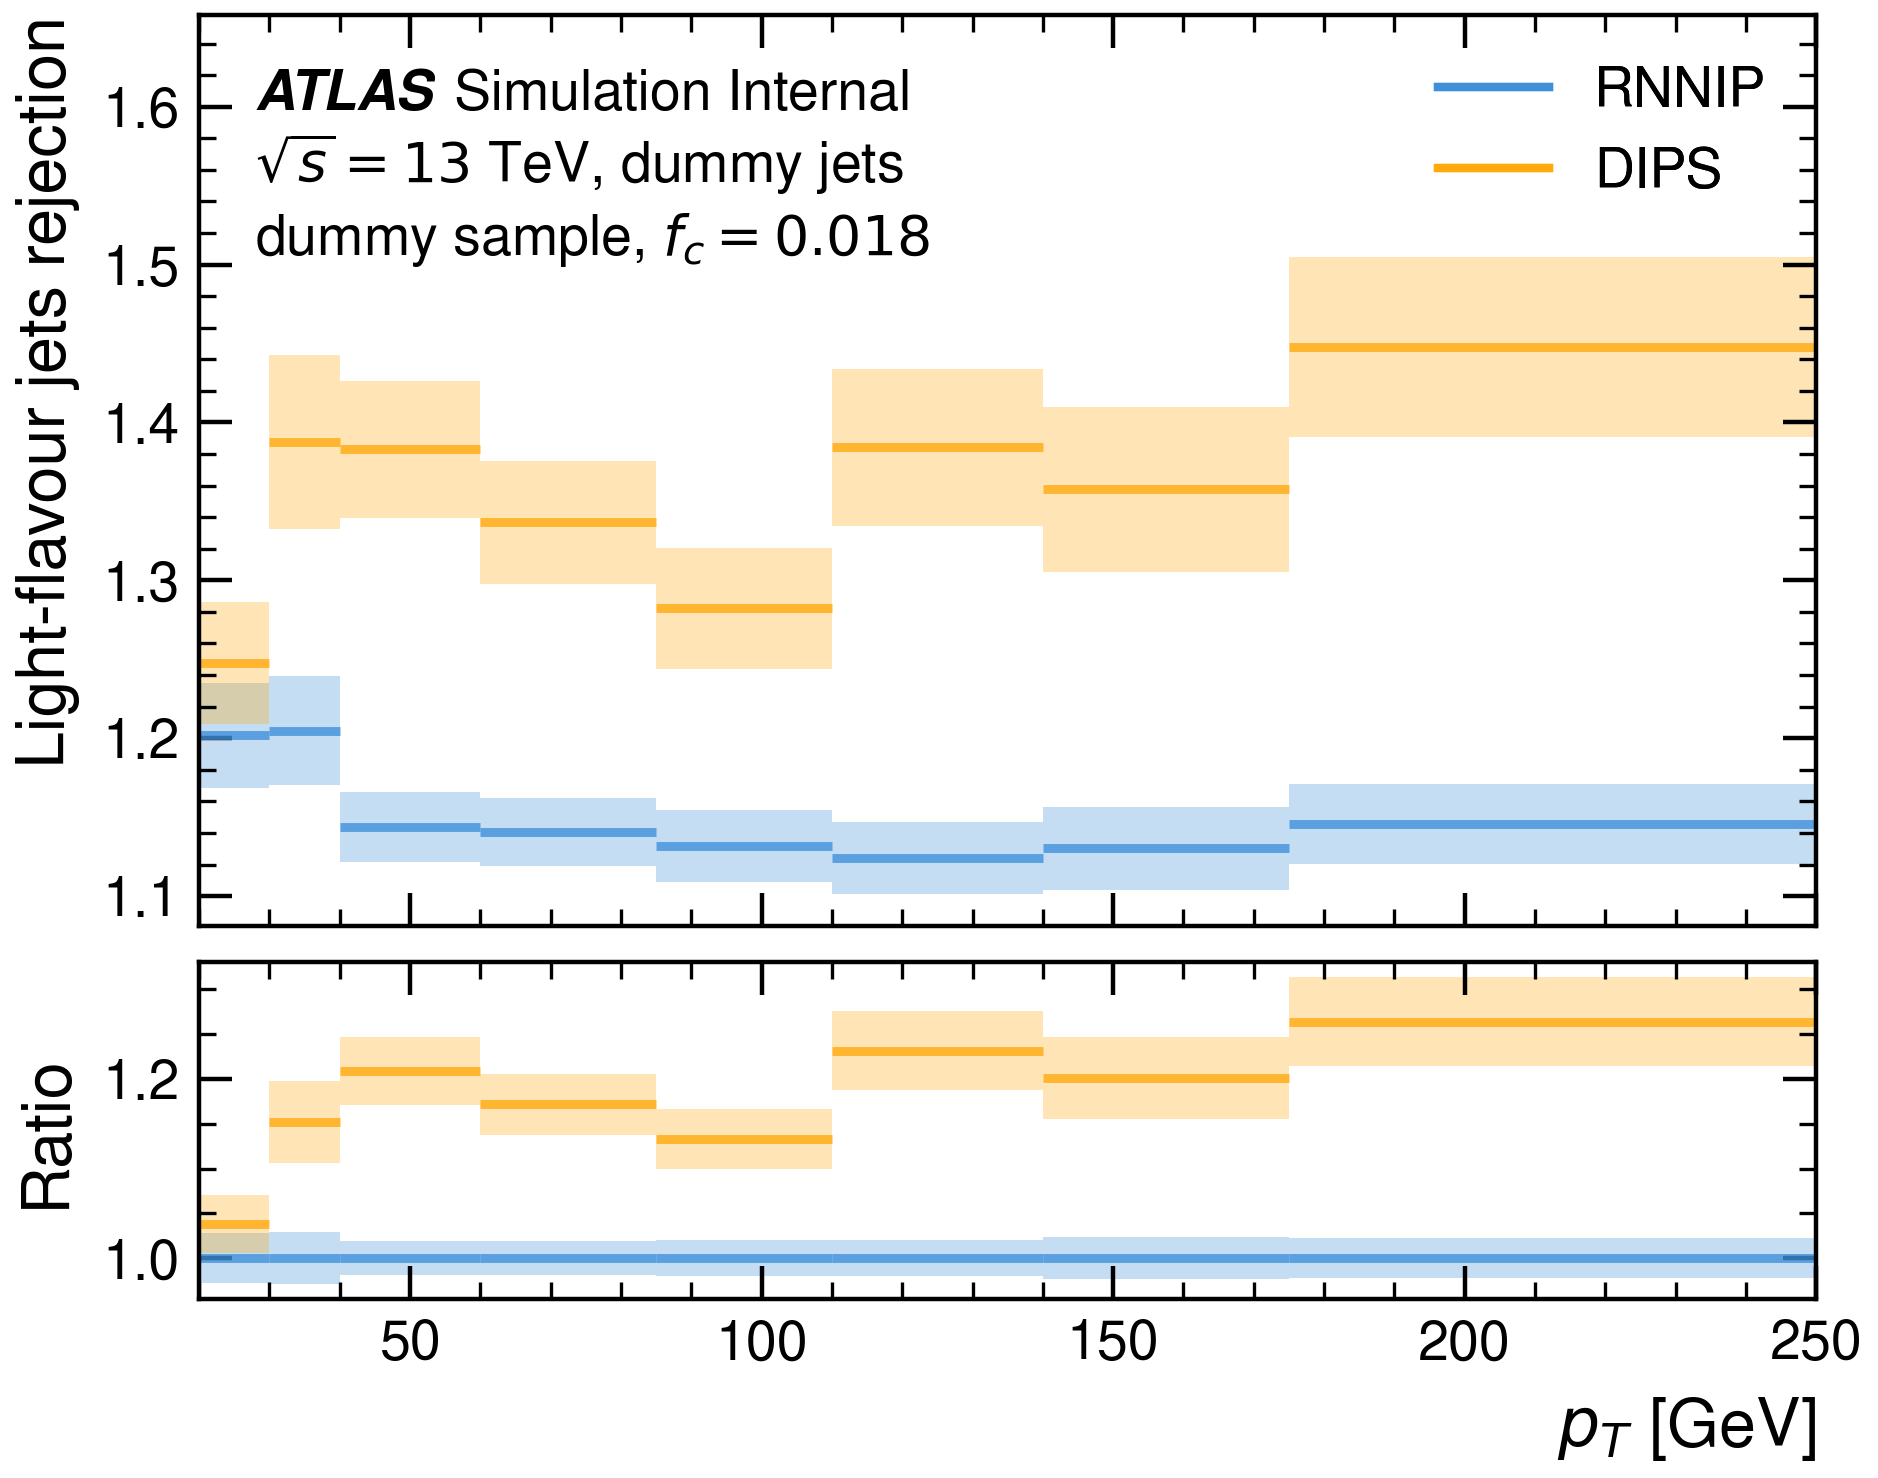 ATLAS Simulation Internal
√s = 13 TeV, dummy jets
dummy sample, f_c = 0.018
RNNIP
DIPS
Light-flavour jets rejection
1.6
1.5
1.4
1.3
1.2
1.1
Ratio
1.2
1.0
50 100 150 200 250
p_T [GeV]